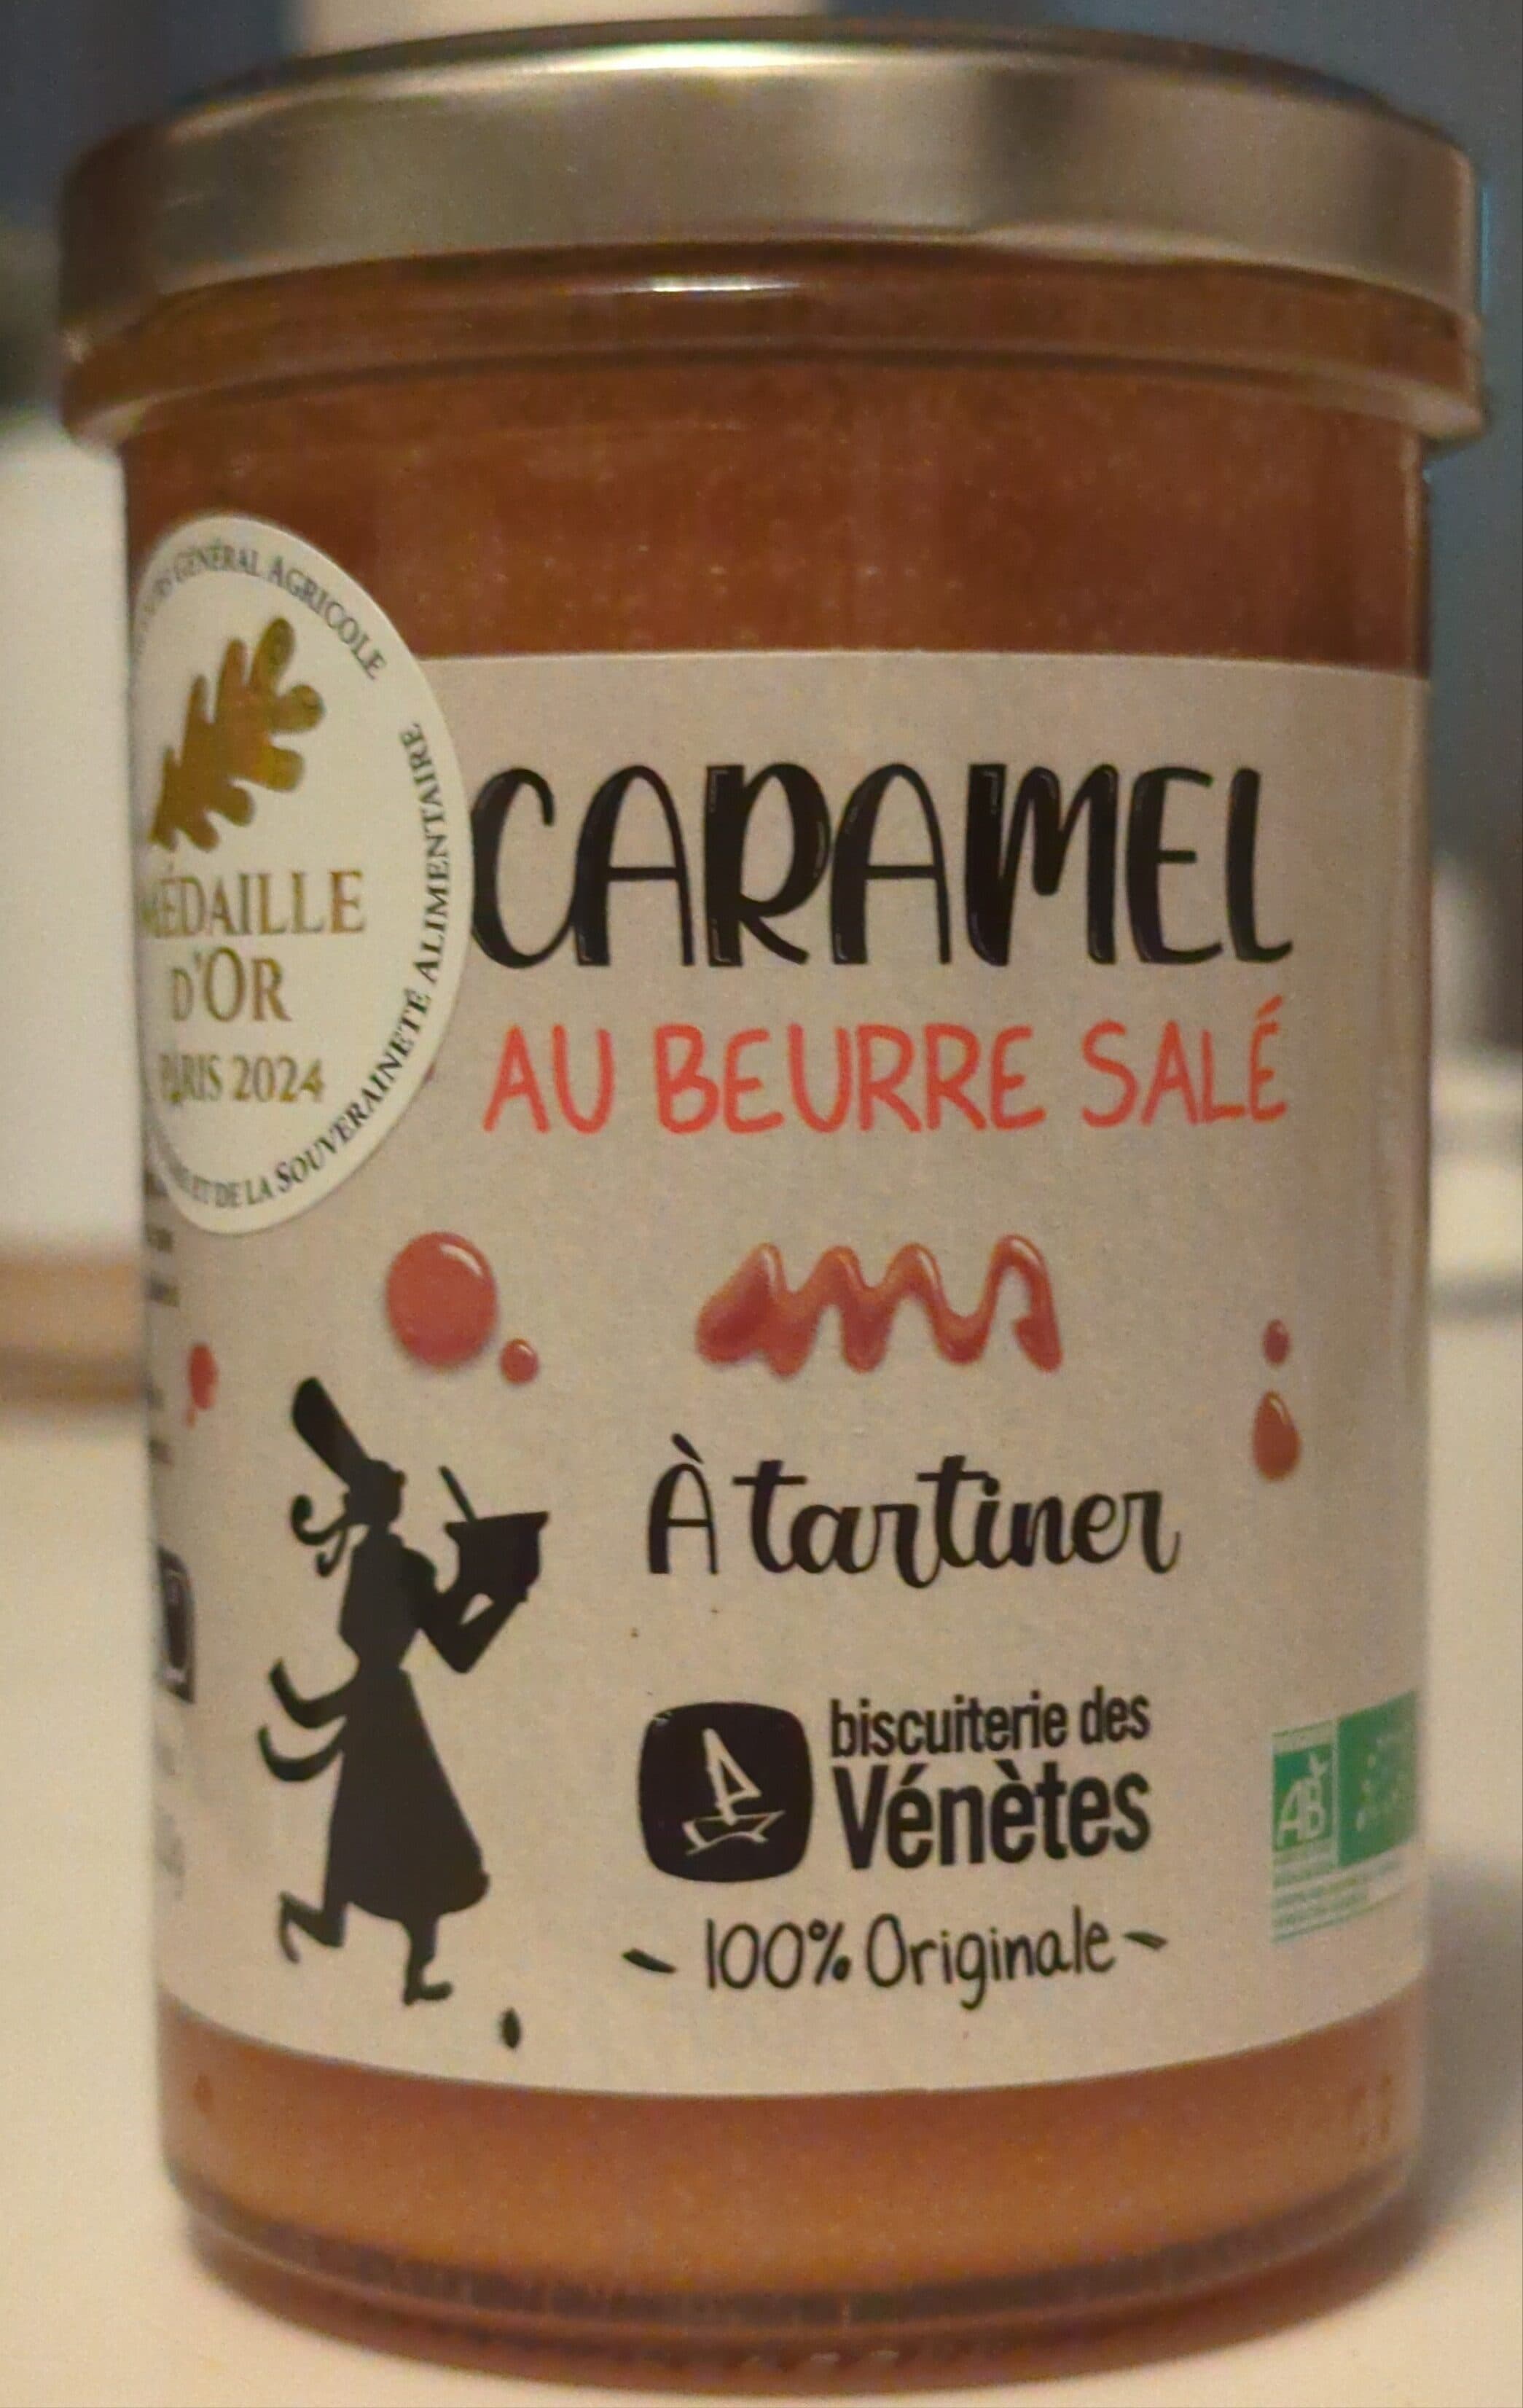 GÉNÉRAL AGRICOLE
MÉDAILLE
D'OR
PARIS 2024
ET DE LA SOUVERAINETÉ ALIMENTAIRE
CARAMEL
AU BEURRE SALÉ
À tartiner
biscuiterie des
Vénètes
- 100% Originale -
AB